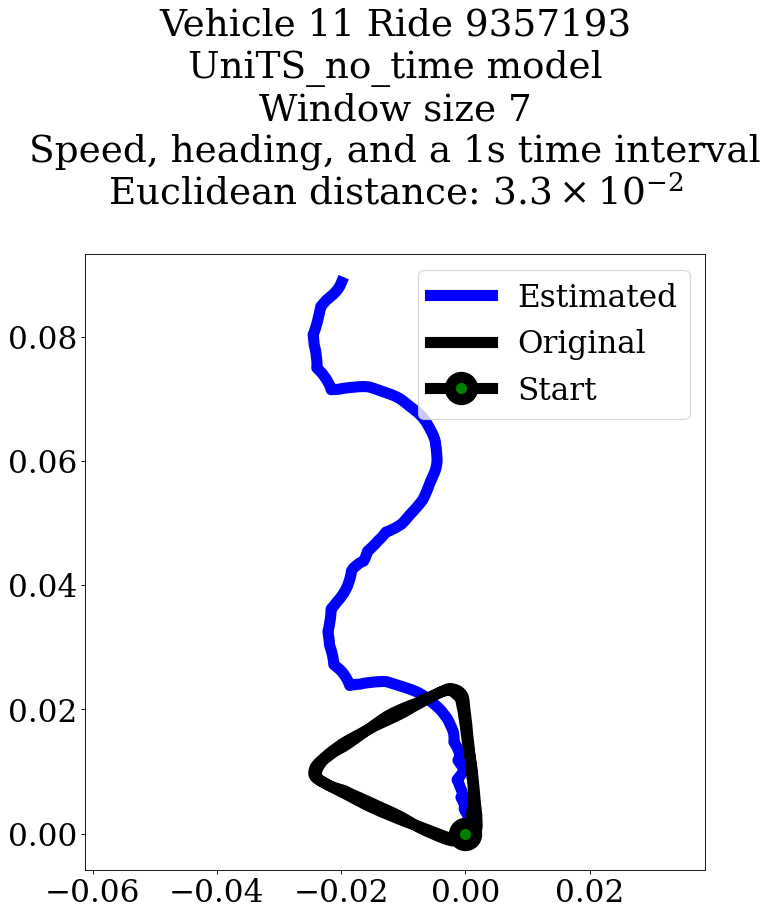 Vehicle 11 Ride 9357193
UniTS_no_time model
Window size 7
Speed, heading, and a 1s time interval
Euclidean distance: 3.3 × 10⁻²
Estimated
Original
Start
0.08
0.06
0.04
0.02
0.00
−0.06
−0.04
−0.02
0.00
0.02